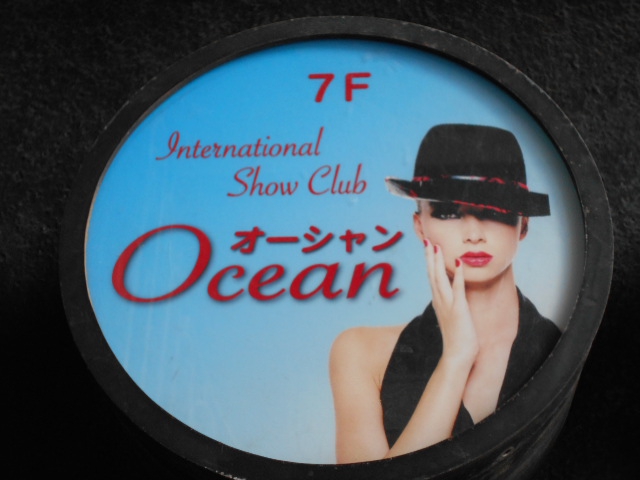 7F
International
Show Club
オーシャン
Ocean